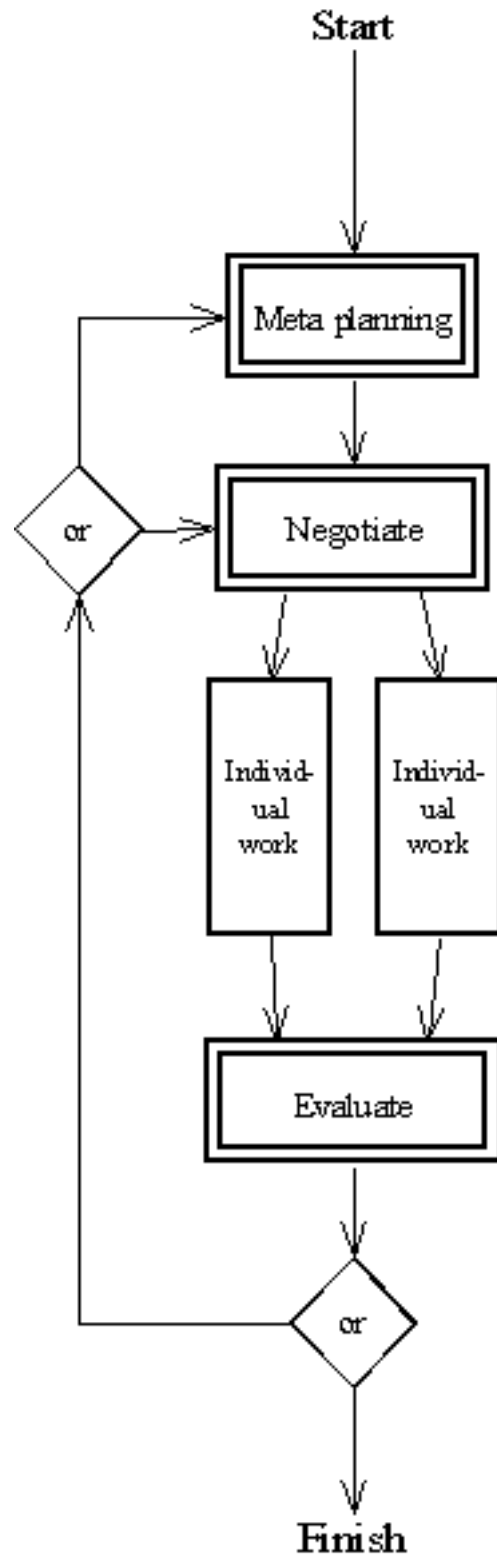 Start
Meta planning
or
Negotiate
Individ-
ual
work
Individ-
ual
work
Evaluate
or
Finish